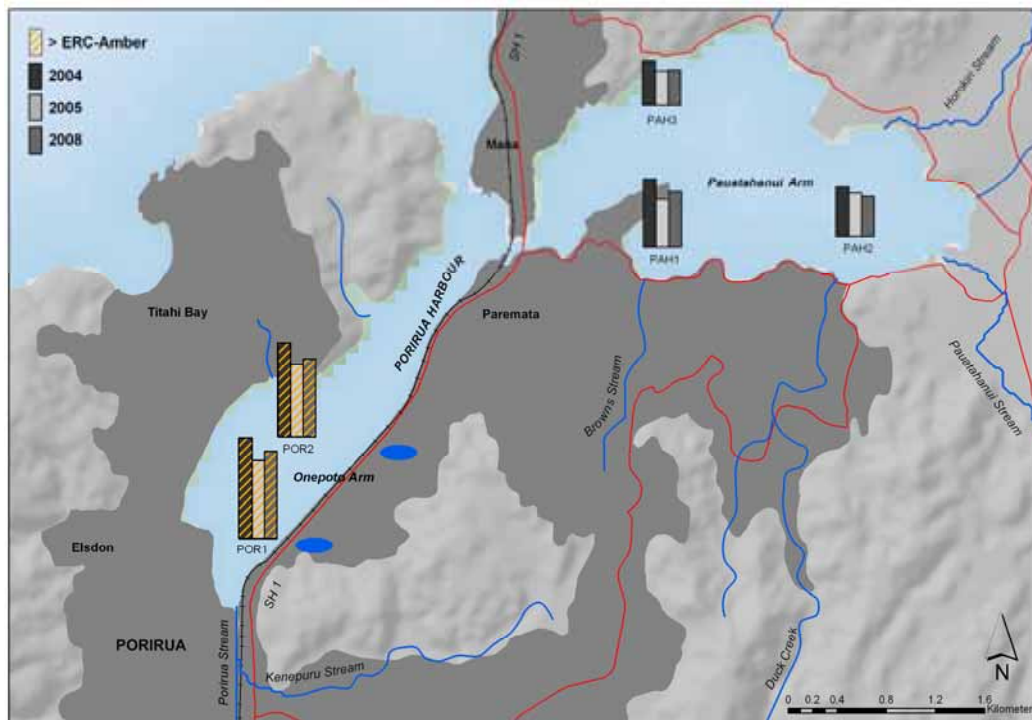 > ERC-Amber
2004
2005
2008
SH 1
Horokiri Stream
PAH3
Mana
Pauatahanui Arm
PAH1
PAH2
PORIRUA HARBOUR
Titahi Bay
Paremata
Pauatahanui Stream
Browns Stream
POR2
Onepoto Arm
POR1
Elsdon
SH 1
PORIRUA
Porirua Stream
Kenepuru Stream
Duck Creek
N
0 0.2 0.4 0.8 1.2 1.6
Kilometer